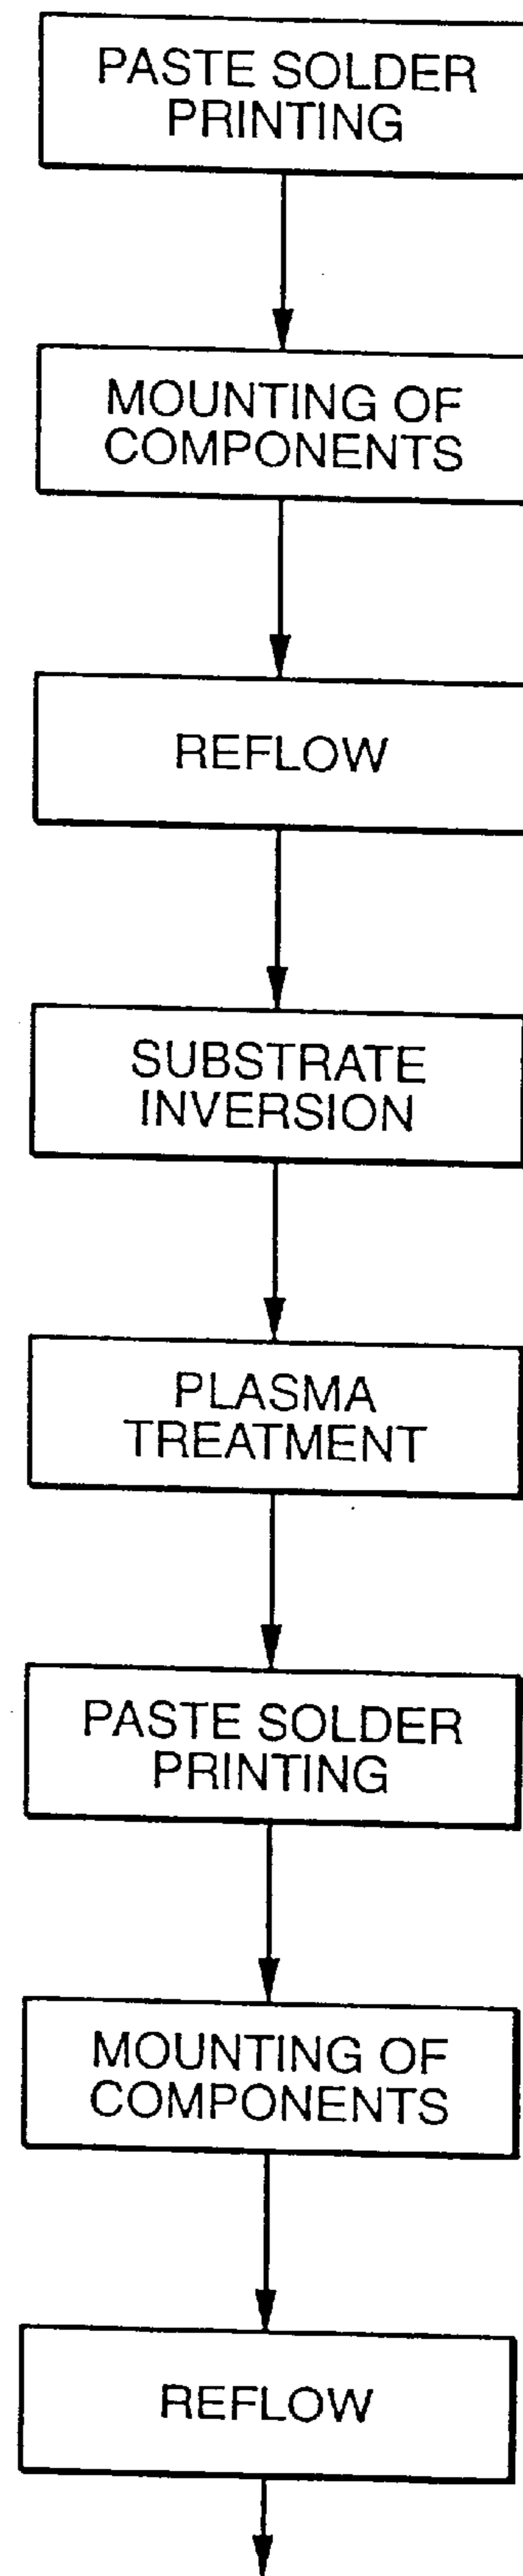 PASTE SOLDER
PRINTING
MOUNTING OF
COMPONENTS
REFLOW
SUBSTRATE
INVERSION
PLASMA
TREATMENT
PASTE SOLDER
PRINTING
MOUNTING OF
COMPONENTS
REFLOW